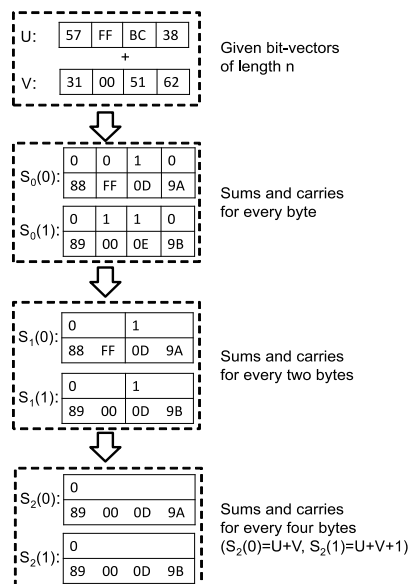 U: 57 FF BC 38
+
V: 31 00 51 62
Given bit-vectors
of length n
S0(0): 0 0 1 0
88 FF 0D 9A
S0(1): 0 1 1 0
89 00 0E 9B
Sums and carries
for every byte
S1(0): 0 1
88 FF 0D 9A
S1(1): 0 1
89 00 0D 9B
Sums and carries
for every two bytes
S2(0): 0
89 00 0D 9A
S2(1): 0
89 00 0D 9B
Sums and carries
for every four bytes
(S2(0)=U+V, S2(1)=U+V+1)